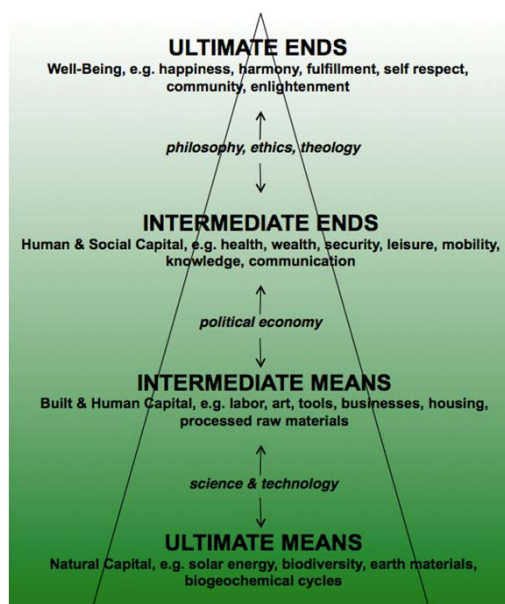 ULTIMATE ENDS
Well-Being, e.g. happiness, harmony, fulfillment, self respect,
community, enlightenment
philosophy, ethics, theology
INTERMEDIATE ENDS
Human & Social Capital, e.g. health, wealth, security, leisure, mobility,
knowledge, communication
political economy
INTERMEDIATE MEANS
Built & Human Capital, e.g. labor, art, tools, businesses, housing,
processed raw materials
science & technology
ULTIMATE MEANS
Natural Capital, e.g. solar energy, biodiversity, earth materials,
biogeochemical cycles